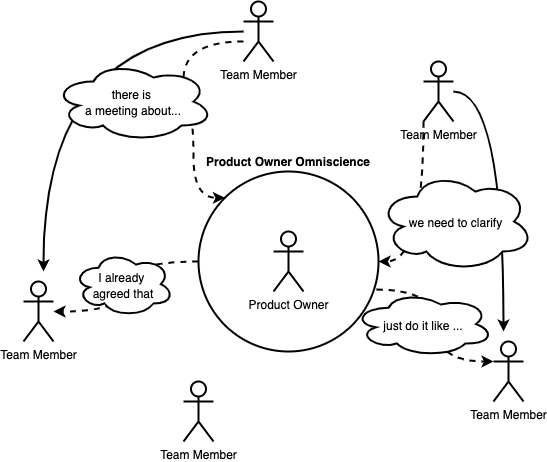 Team Member
there is
a meeting about...
Team Member
Product Owner Omniscience
we need to clarify
I already
agreed that
Product Owner
just do it like ...
Team Member
Team Member
Team Member